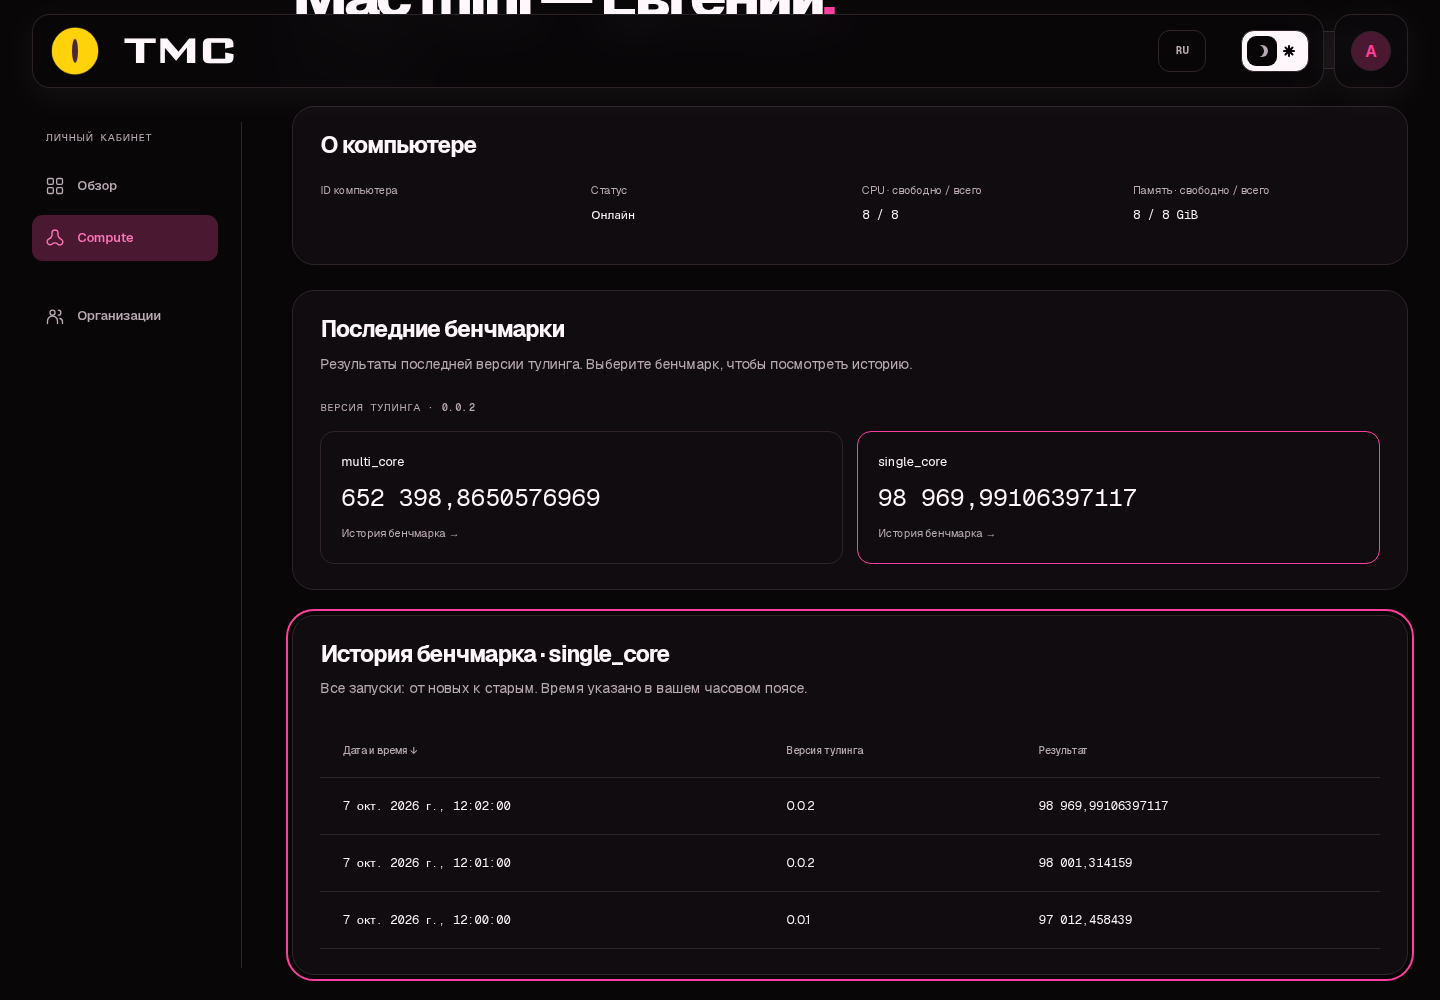 Mac mini — Евгений.
TMC
RU
A
ЛИЧНЫЙ КАБИНЕТ
Обзор
Compute
Организации
О компьютере
ID компьютера
Статус
CPU · свободно / всего
Память · свободно / всего
Онлайн
8 / 8
8 / 8 GiB
Последние бенчмарки
Результаты последней версии тулинга. Выберите бенчмарк, чтобы посмотреть историю.
ВЕРСИЯ ТУЛИНГА · 0.0.2
multi_core
652 398,8650576969
История бенчмарка →
single_core
98 969,99106397117
История бенчмарка →
История бенчмарка · single_core
Все запуски: от новых к старым. Время указано в вашем часовом поясе.
Дата и время ↓
Версия тулинга
Результат
7 окт. 2026 г., 12:02:00
0.0.2
98 969,99106397117
7 окт. 2026 г., 12:01:00
0.0.2
98 001,314159
7 окт. 2026 г., 12:00:00
0.0.1
97 012,458439